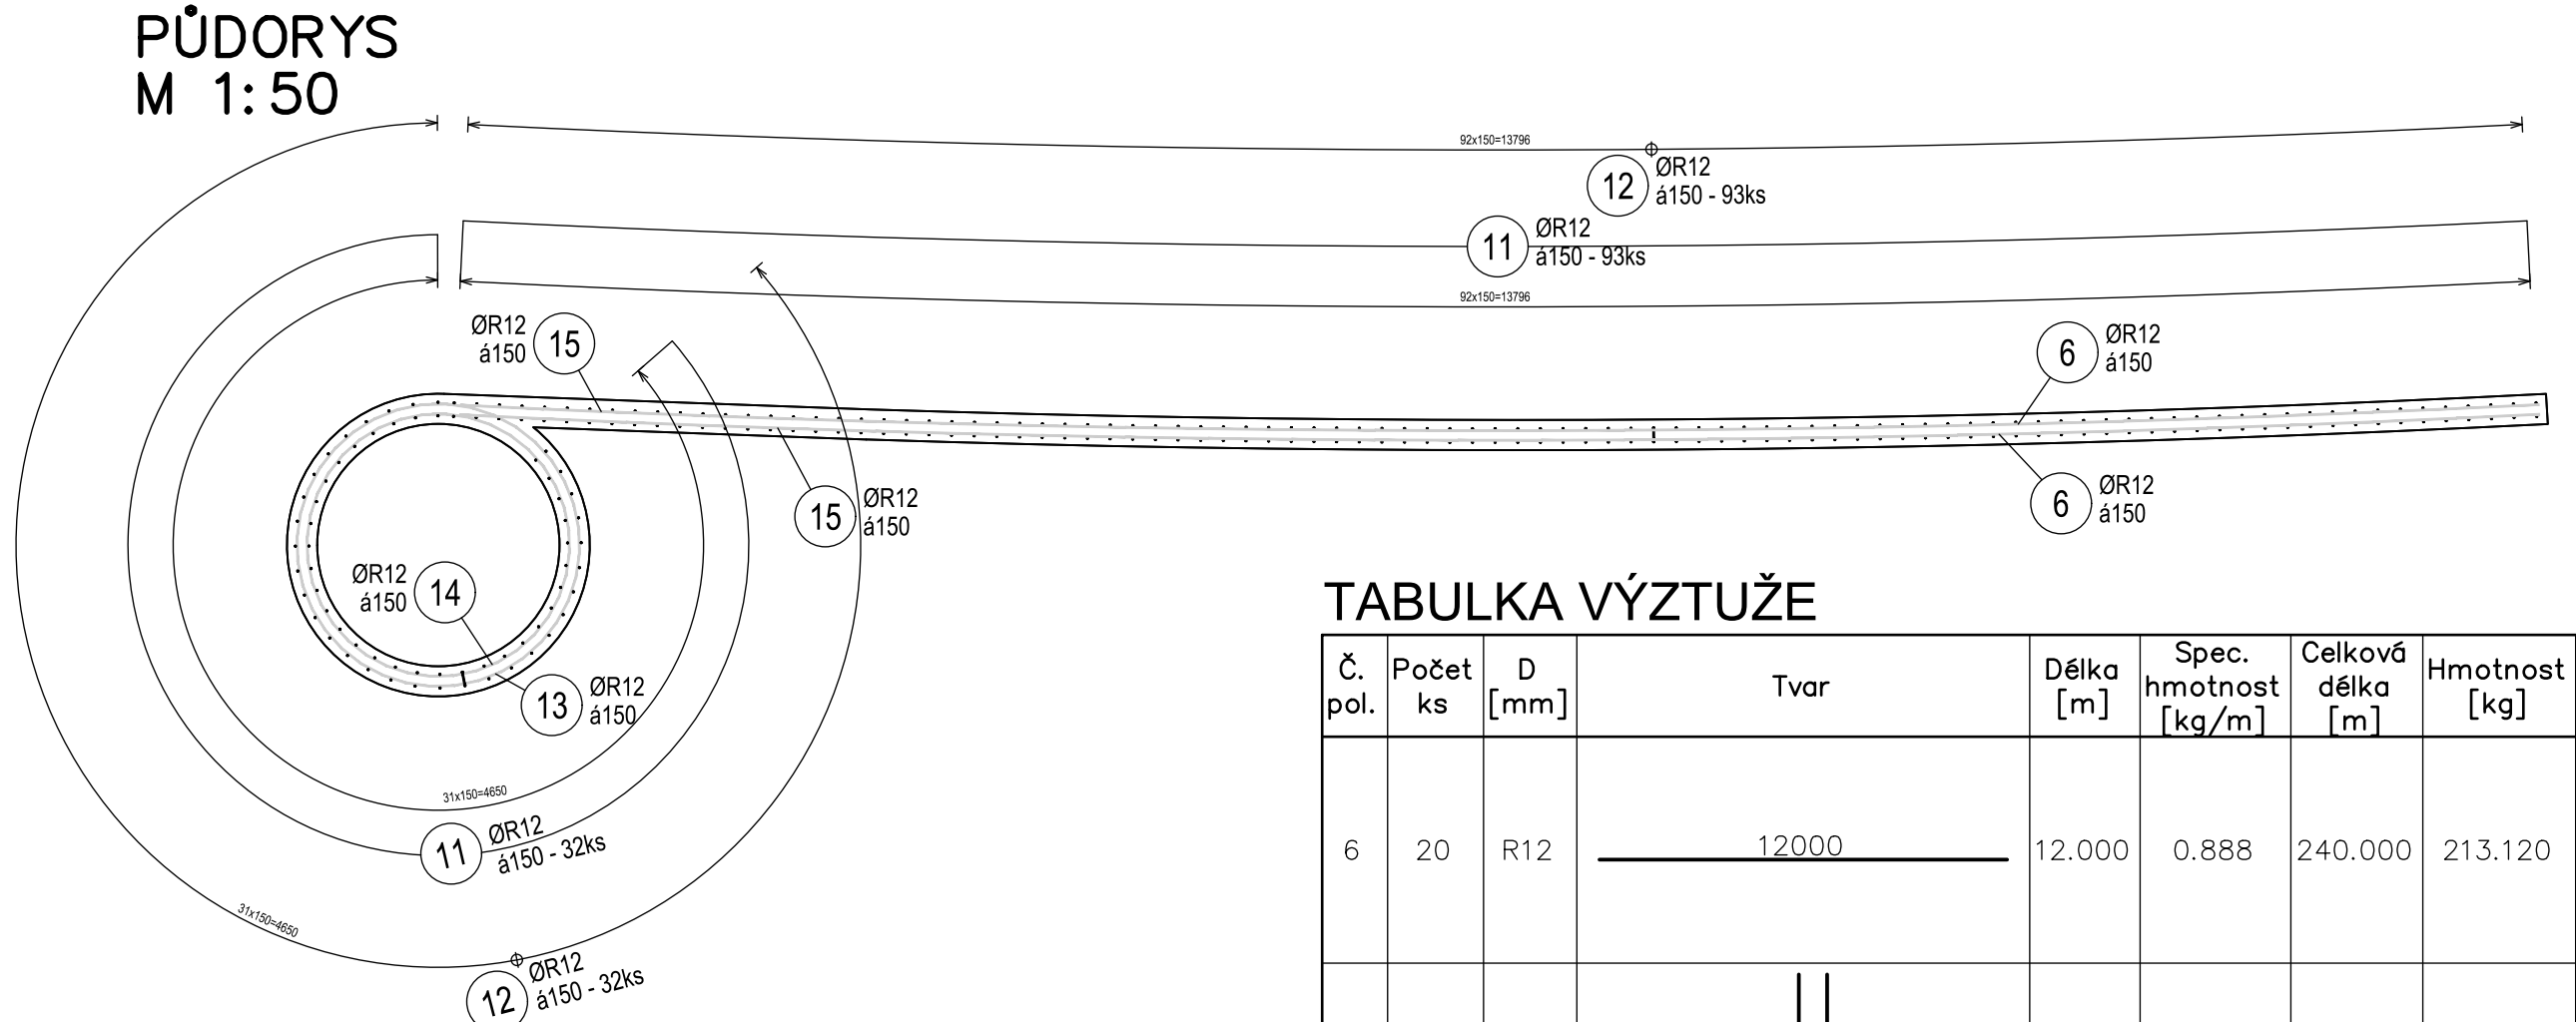 PŮDORYS
M 1:50
92x150=13796
12
ØR12
á150 - 93ks
11
ØR12
á150 - 93ks
92x150=13796
ØR12
á150
15
6
ØR12
á150
15
ØR12
á150
6
ØR12
á150
ØR12
á150
14
13
ØR12
á150
31x150=4650
11
ØR12
á150 - 32ks
31x150=4650
12
ØR12
á150 - 32ks
TABULKA VÝZTUŽE
Č. pol.
Počet ks
D [mm]
Tvar
Délka [m]
Spec. hmotnost [kg/m]
Celková délka [m]
Hmotnost [kg]
6 20 R12 12000 12.000 0.888 240.000 213.120